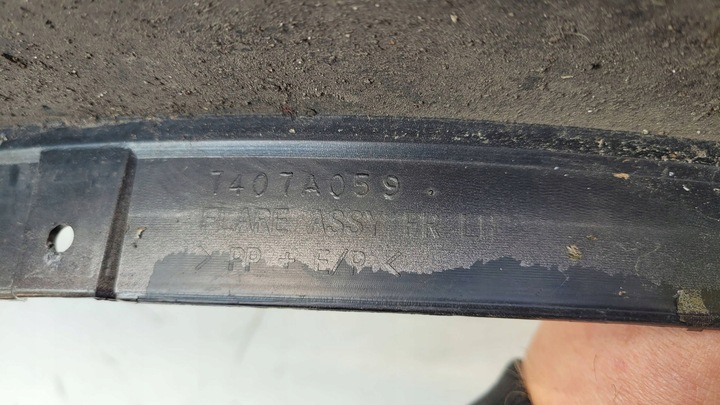 7407A059
FLARE ASSY FR LH
>PP + E/P<